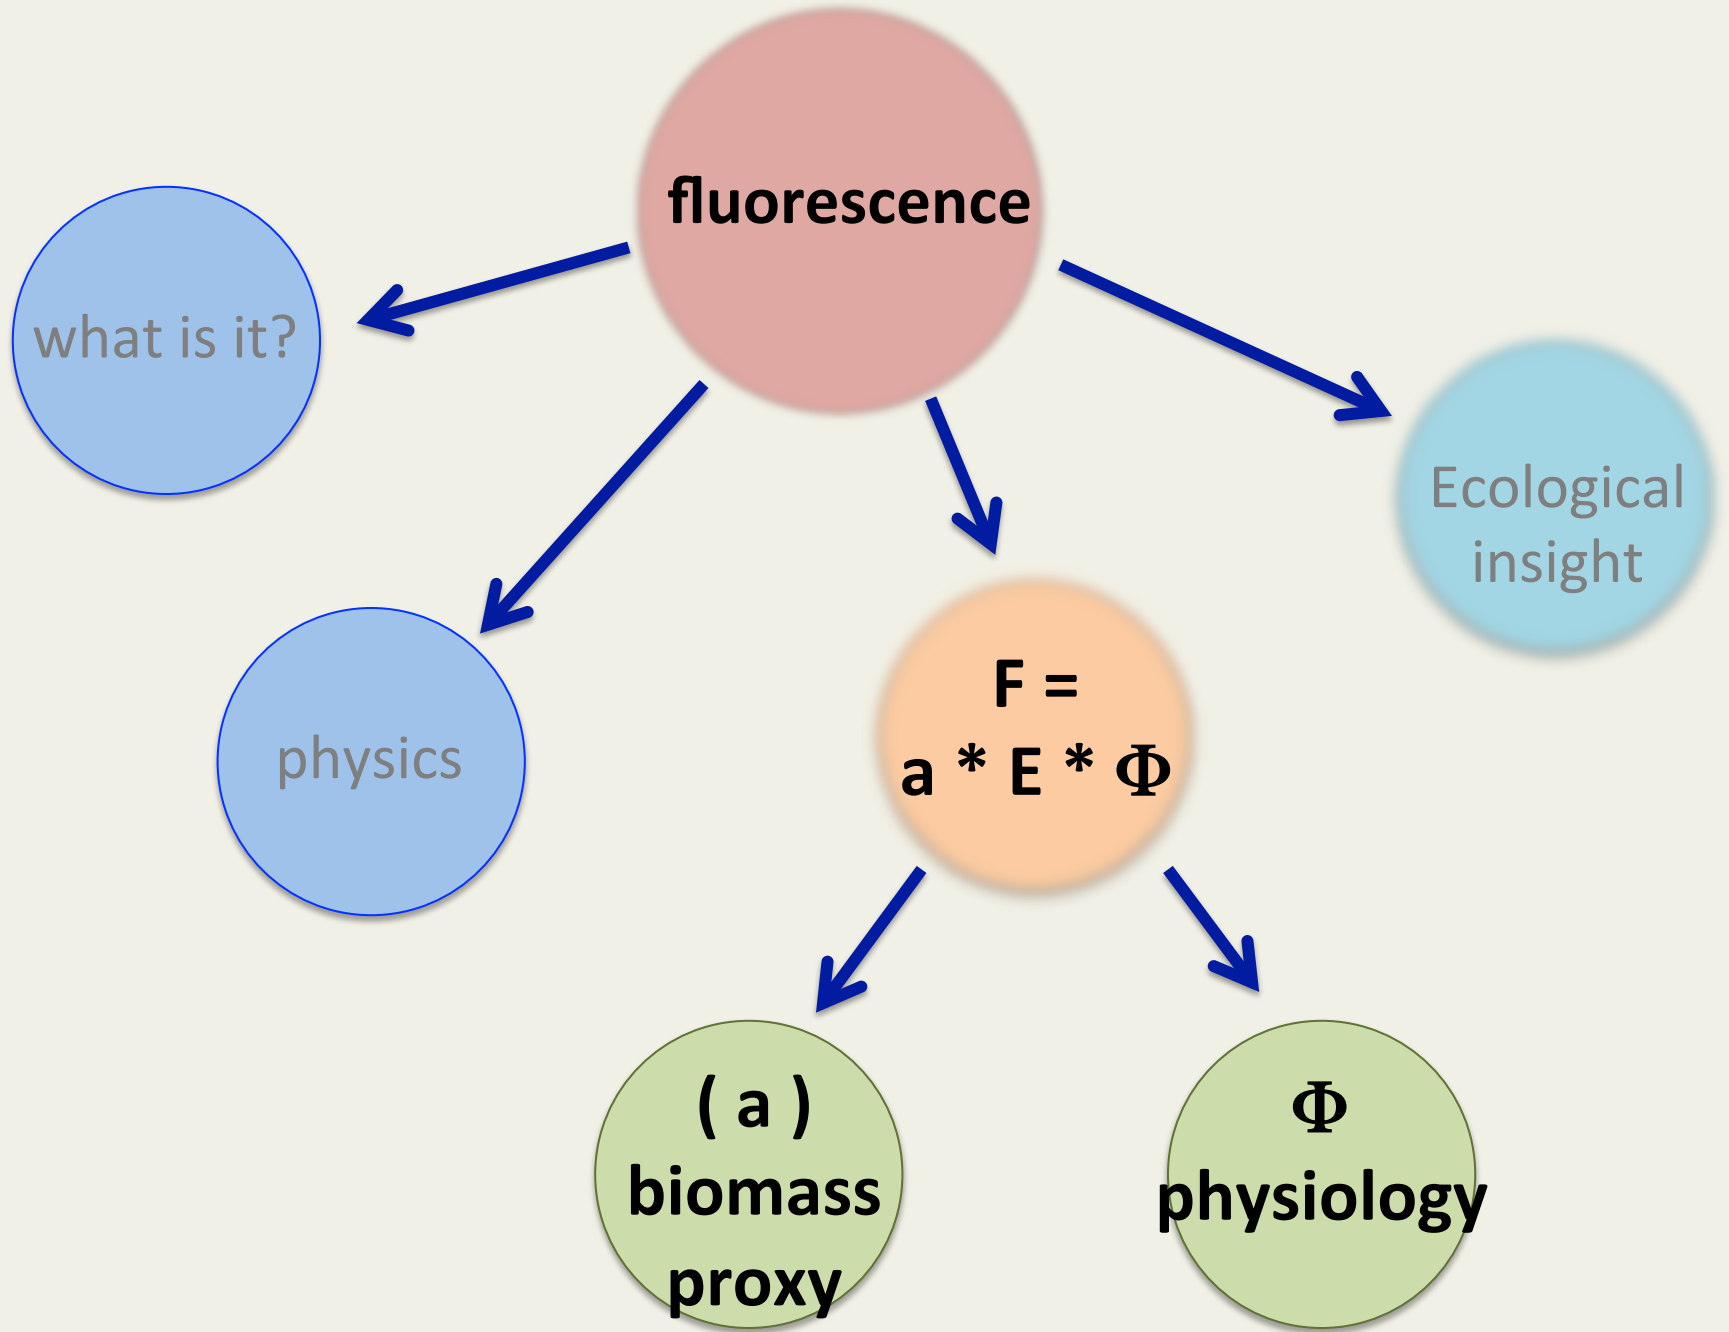 fluorescence
what is it?
Ecological
insight
physics
F =
a * E * Φ
( a )
biomass
proxy
Φ
physiology